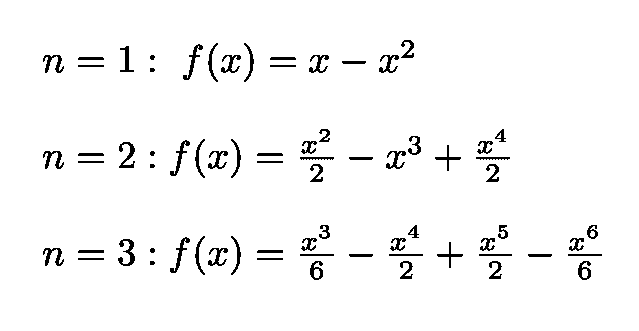 n = 1 : f(x) = x − x²
n = 2 : f(x) = x²/2 − x³ + x⁴/2
n = 3 : f(x) = x³/6 − x⁴/2 + x⁵/2 − x⁶/6